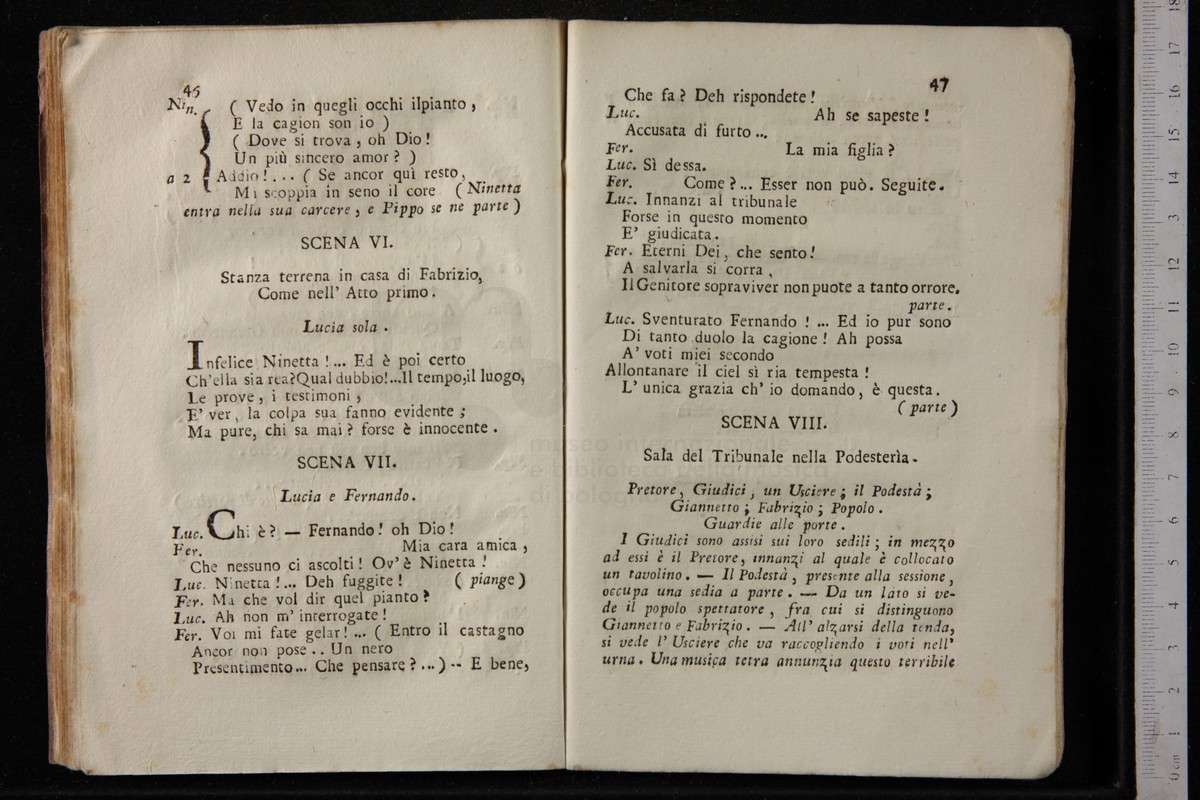 46
Nin. ( Vedo in quegli occhi ilpianto ,
E la cagion son io )
( Dove si trova , oh Dio !
Un più sincero amor ? )
a 2 Addio ! . . . ( Se ancor quì resto ,
Mi scoppia in seno il core ( Ninetta
entra nella sua carcere , e Pippo se ne parte )
SCENA VI.
Stanza terrena in casa di Fabrizio,
Come nell' Atto primo .
Lucia sola .
Infelice Ninetta ! ... Ed è poi certo
Ch'ella sia rea?Qual dubbio!...Il tempo,il luogo,
Le prove , i testimoni ,
E' ver , la colpa sua fanno evidente ;
Ma pure, chi sa mai ? forse è innocente .
SCENA VII.
Lucia e Fernando .
Luc. Chi è ? — Fernando ! oh Dio !
Fer. Mia cara amica ,
Che nessuno ci ascolti ! Ov' è Ninetta !
Luc. Ninetta ! ... Deh fuggite ! ( piange )
Fer. Ma che vol dir quel pianto ?
Luc. Ah non m' interrogate !
Fer. Voi mi fate gelar ! ... ( Entro il castagno
Ancor non pose . . Un nero
Presentimento ... Che pensare ? ... ) -- E bene,
47
Che fa ? Deh rispondete !
Luc. Ah se sapeste !
Accusata di furto ...
Fer. La mia figlia ?
Luc. Sì dessa.
Fer. Come ? ... Esser non può. Seguite.
Luc. Innanzi al tribunale
Forse in questo momento
E' giudicata .
Fer. Eterni Dei , che sento !
A salvarla si corra ,
Il Genitore sopraviver non puote a tanto orrore.
parte.
Luc. Sventurato Fernando ! ... Ed io pur sono
Di tanto duolo la cagione ! Ah possa
A' voti miei secondo
Allontanare il ciel sì ria tempesta !
L' unica grazia ch' io domando , è questa .
( parte )
SCENA VIII.
Sala del Tribunale nella Podesterìa .
Pretore , Giudici , un Usciere ; il Podestà ;
Giannetto ; Fabrizio ; Popolo .
Guardie alle porte .
I Giudici sono assisi sui loro sedili ; in mezzo
ad essi è il Pretore, innanzi al quale è collocato
un tavolino . — Il Podestà , presente alla sessione ,
occupa una sedia a parte . — Da un lato si ve-
de il popolo spettatore , fra cui si distinguono
Giannetto e Fabrizio . — All' alzarsi della tenda,
si vede l' Usciere che va raccogliendo i voti nell'
urna . Una musica tetra annunzia questo terribile